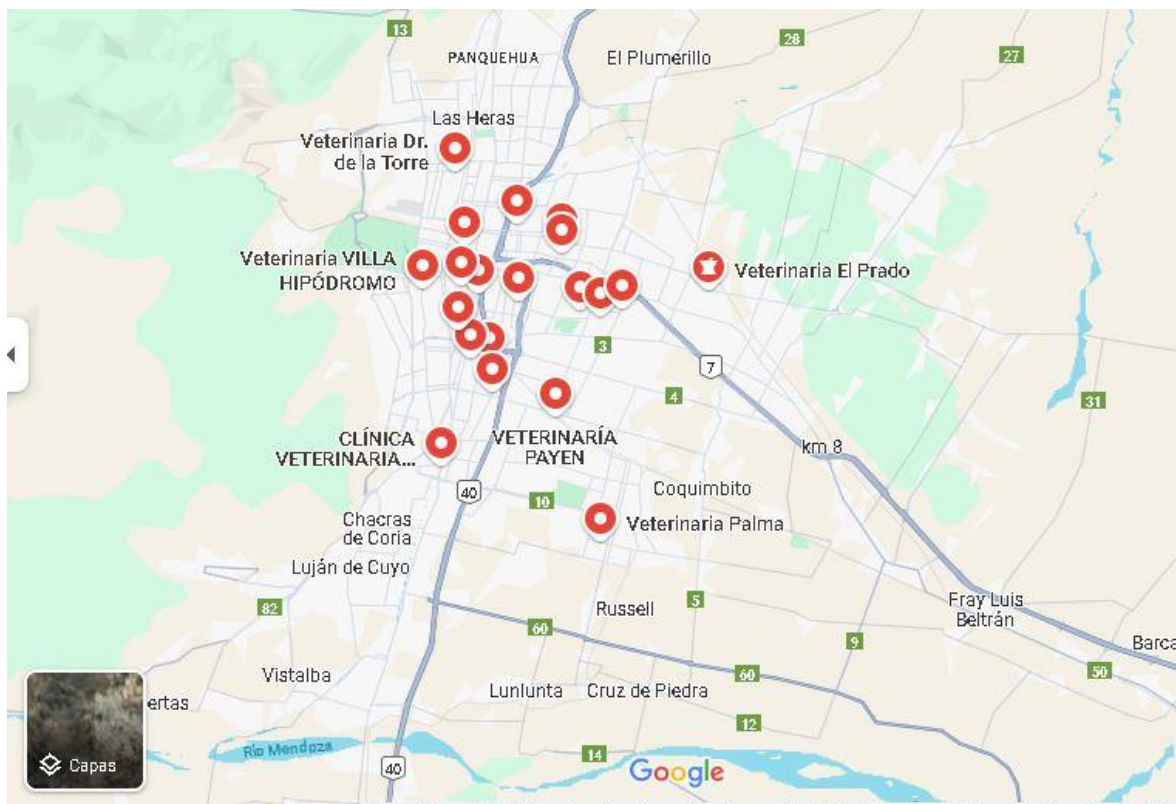 13
28
27
PANQUEHUA
El Plumerillo
Las Heras
Veterinaria Dr.
de la Torre
Veterinaria VILLA
HIPÓDROMO
Veterinaria El Prado
3
7
4
31
CLÍNICA
VETERINARIA...
VETERINARÍA
PAYEN
km 8
40
10
Coquimbito
Chacras
de Coria
Veterinaria Palma
Luján de Cuyo
82
Russell
5
Fray Luis
Beltrán
60
9
Barca
50
Vistalba
60
ertas
Lunlunta
Cruz de Piedra
12
Río Mendoza
14
Capas
40
Google